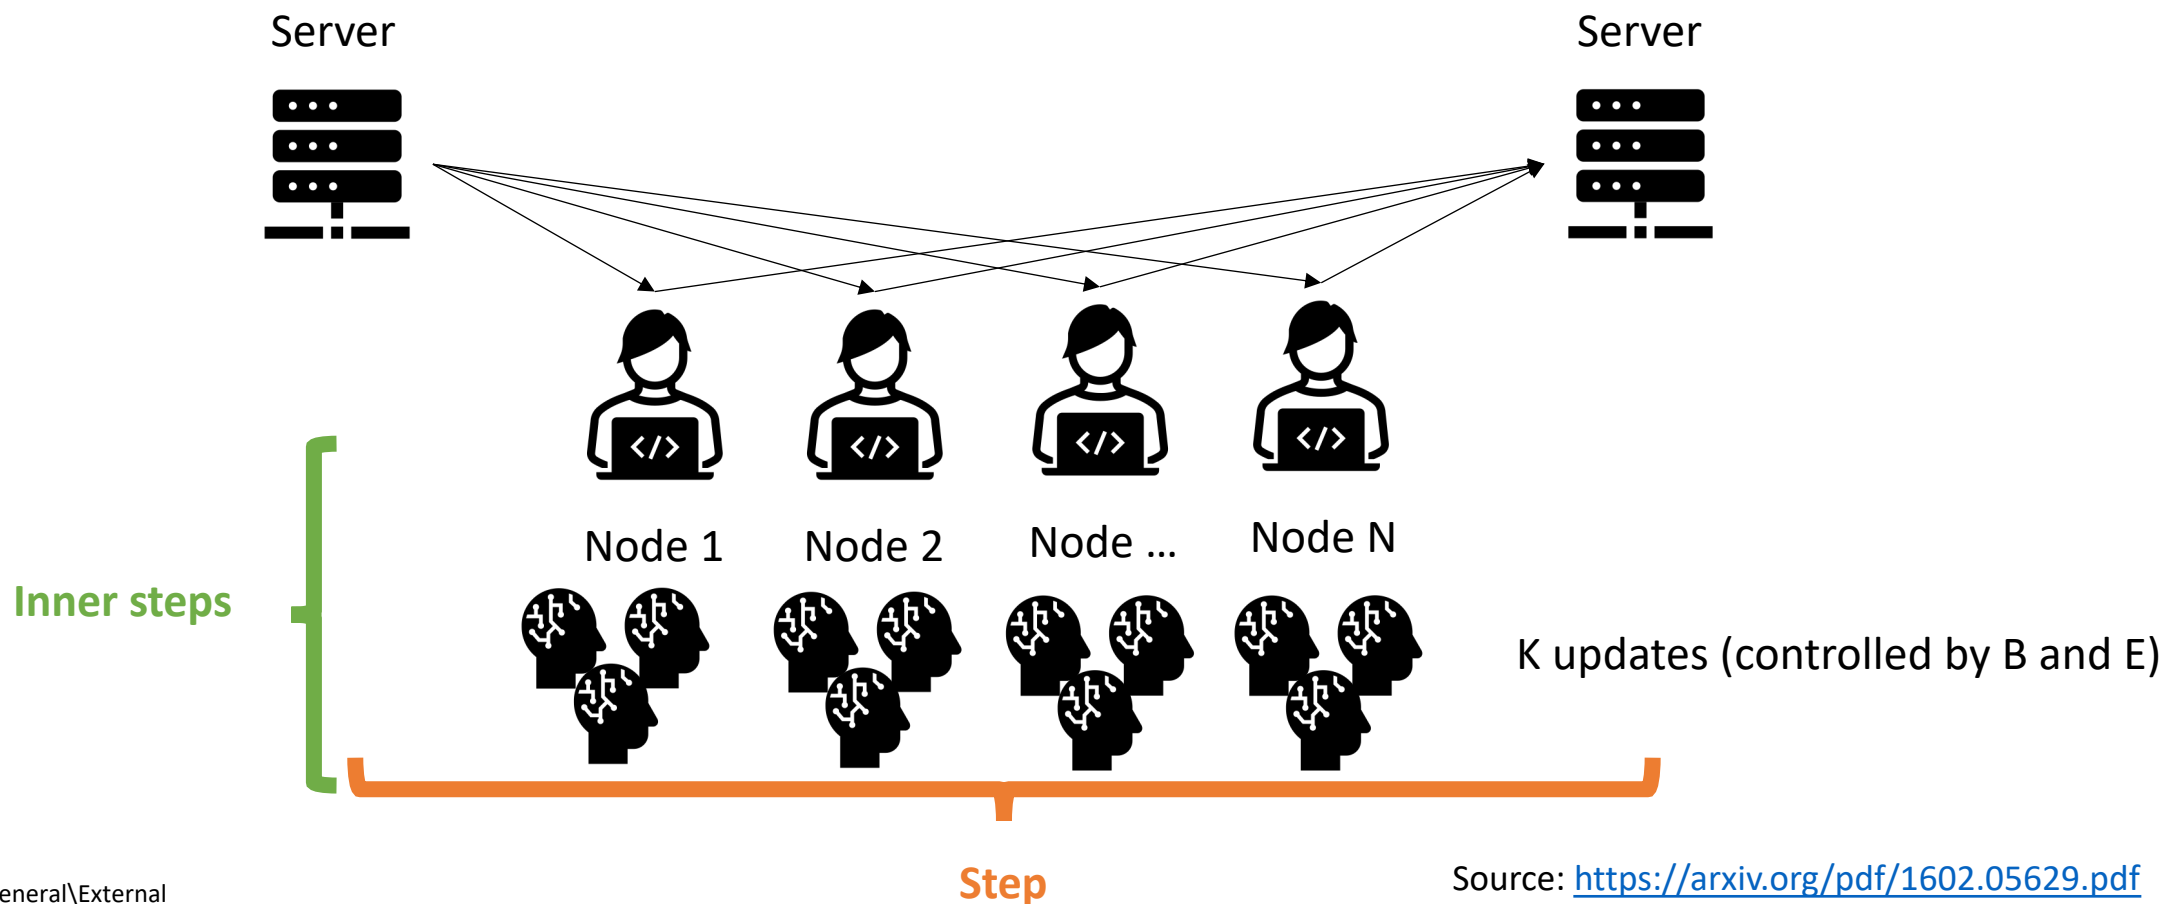 Server
Server
</>
</>
</>
</>
Node 1
Node 2
Node ...
Node N
Inner steps
K updates (controlled by B and E)
Step
Source: https://arxiv.org/pdf/1602.05629.pdf
eneral\External